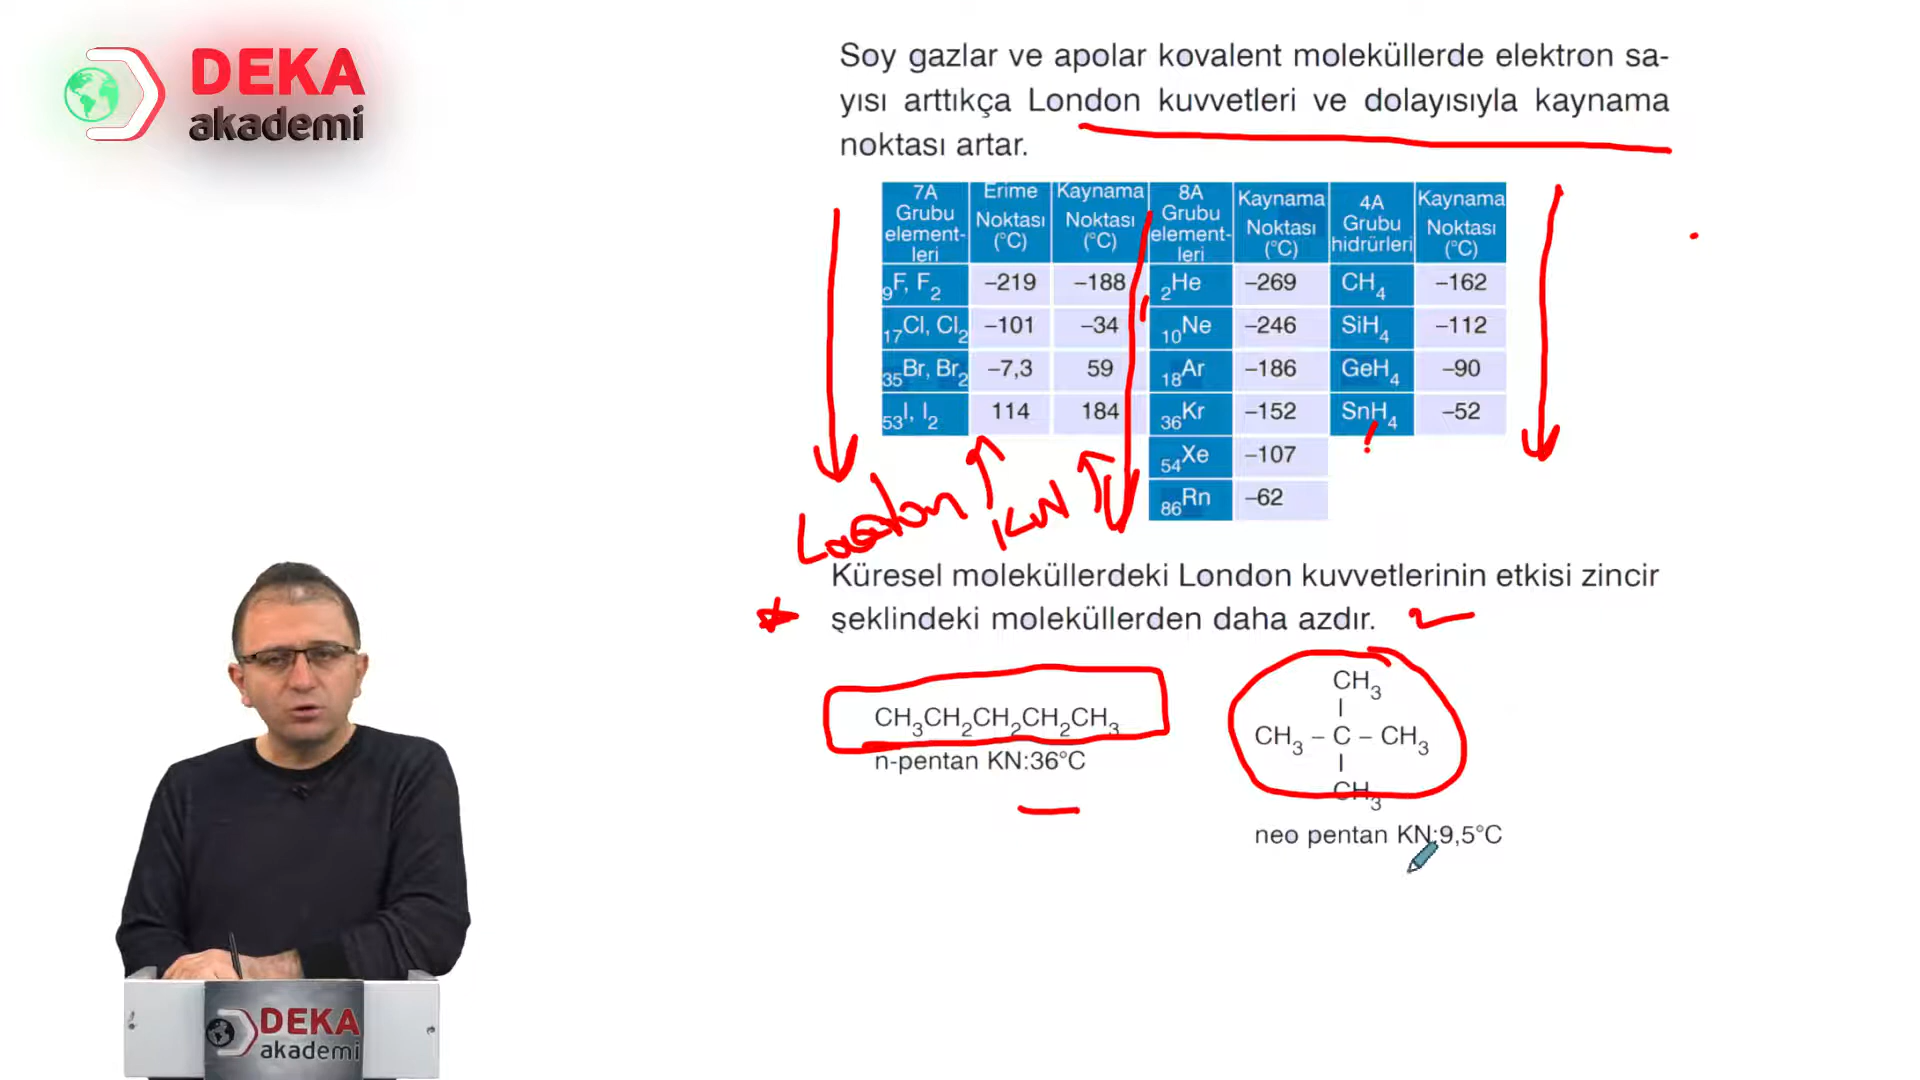 DEKA
akademi
Soy gazlar ve apolar kovalent moleküllerde elektron sa-
yısı arttıkça London kuvvetleri ve dolayısıyla kaynama
noktası artar.
7A Grubu element-leri | Erime Noktası (°C) | Kaynama Noktası (°C) | 8A Grubu element-leri | Kaynama Noktası (°C) | 4A Grubu hidrürleri | Kaynama Noktası (°C)
₉F, F₂ | –219 | –188 | ₂He | –269 | CH₄ | –162
₁₇Cl, Cl₂ | –101 | –34 | ₁₀Ne | –246 | SiH₄ | –112
₃₅Br, Br₂ | –7,3 | 59 | ₁₈Ar | –186 | GeH₄ | –90
₅₃I, I₂ | 114 | 184 | ₃₆Kr | –152 | SnH₄ | –52
₅₄Xe | –107
₈₆Rn | –62
London KN
Küresel moleküllerdeki London kuvvetlerinin etkisi zincir
şeklindeki moleküllerden daha azdır.
CH₃CH₂CH₂CH₂CH₃
n-pentan KN:36°C
CH₃
CH₃ – C – CH₃
CH₃
neo pentan KN:9,5°C
DEKA
akademi